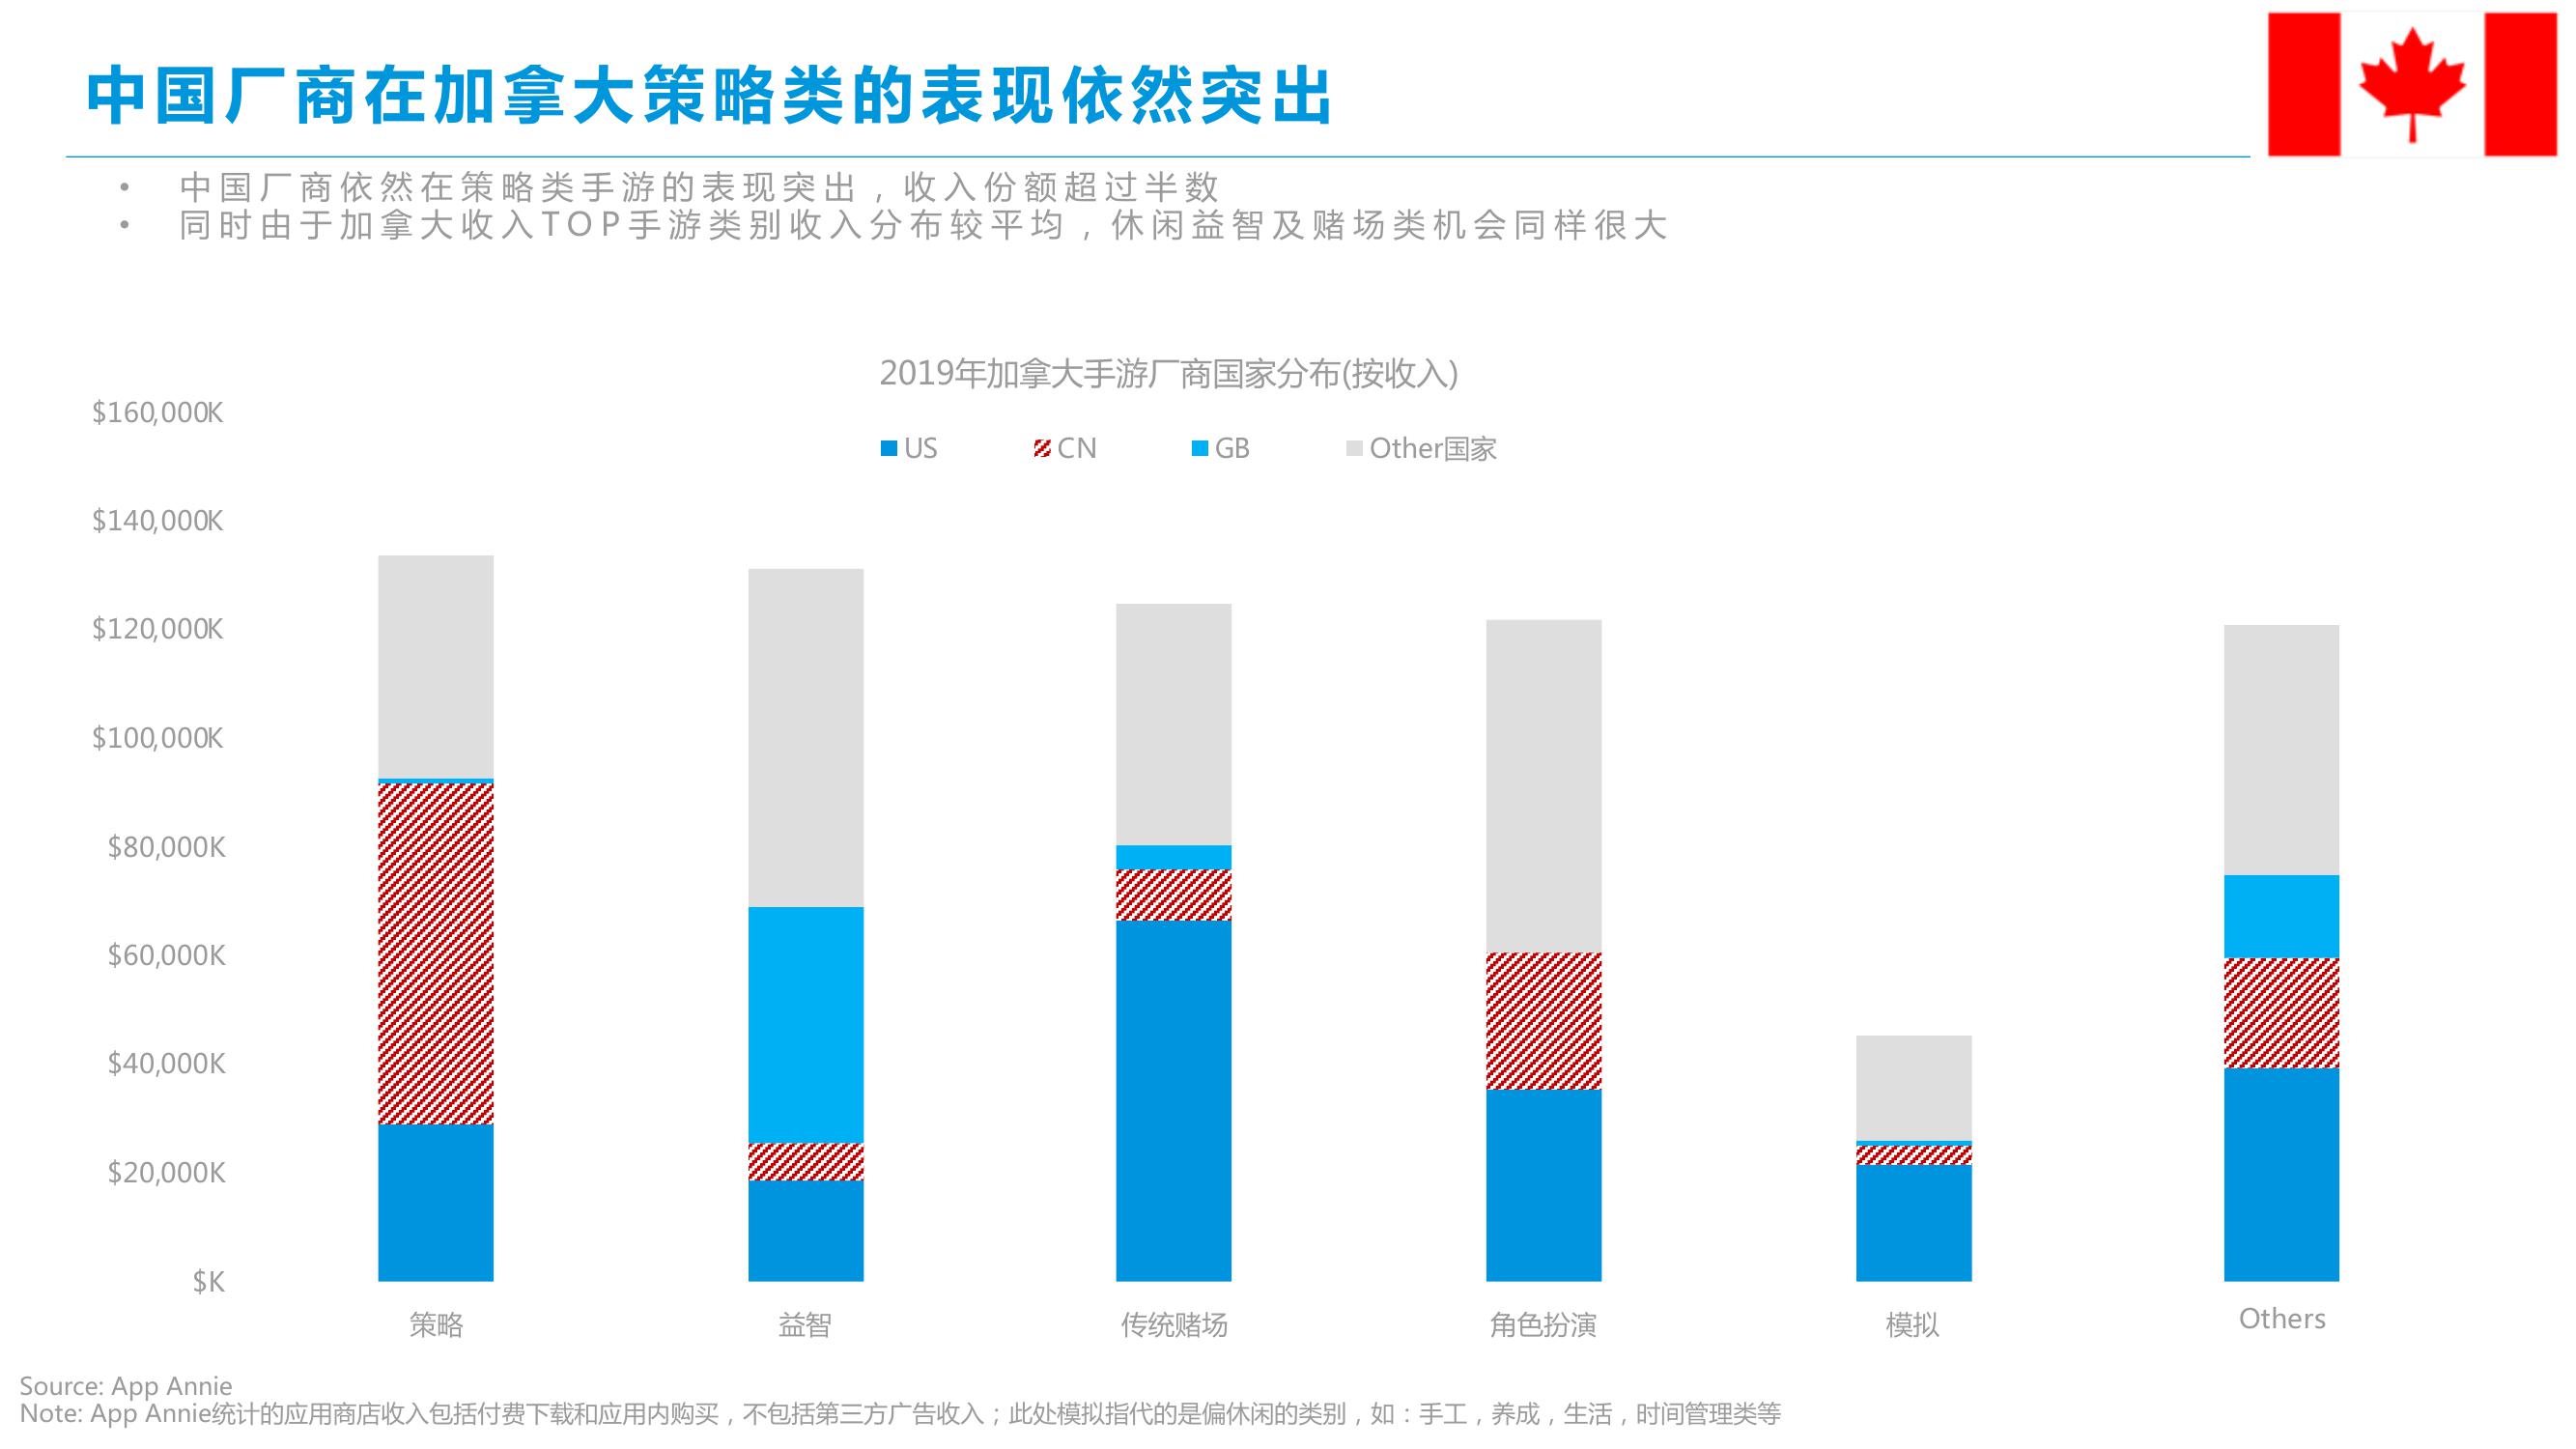 中国厂商在加拿大策略类的表现依然突出
• 中国厂商依然在策略类手游的表现突出，收入份额超过半数
• 同时由于加拿大收入TOP手游类别收入分布较平均，休闲益智及赌场类机会同样很大
2019年加拿大手游厂商国家分布(按收入)
US CN GB Other国家
$160,000K
$140,000K
$120,000K
$100,000K
$80,000K
$60,000K
$40,000K
$20,000K
$K
策略 益智 传统赌场 角色扮演 模拟 Others
Source: App Annie
Note: App Annie统计的应用商店收入包括付费下载和应用内购买，不包括第三方广告收入；此处模拟指代的是偏休闲的类别，如：手工，养成，生活，时间管理类等